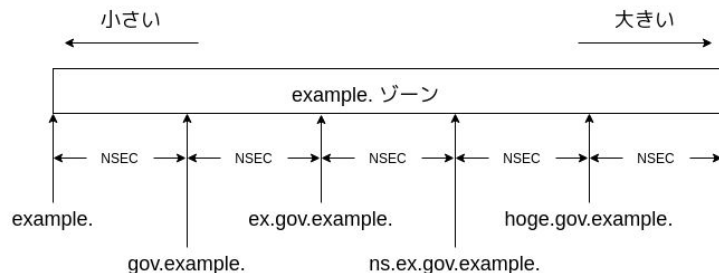 小さい
大きい
example. ゾーン
NSEC NSEC NSEC NSEC NSEC
example.
ex.gov.example.
hoge.gov.example.
gov.example.
ns.ex.gov.example.